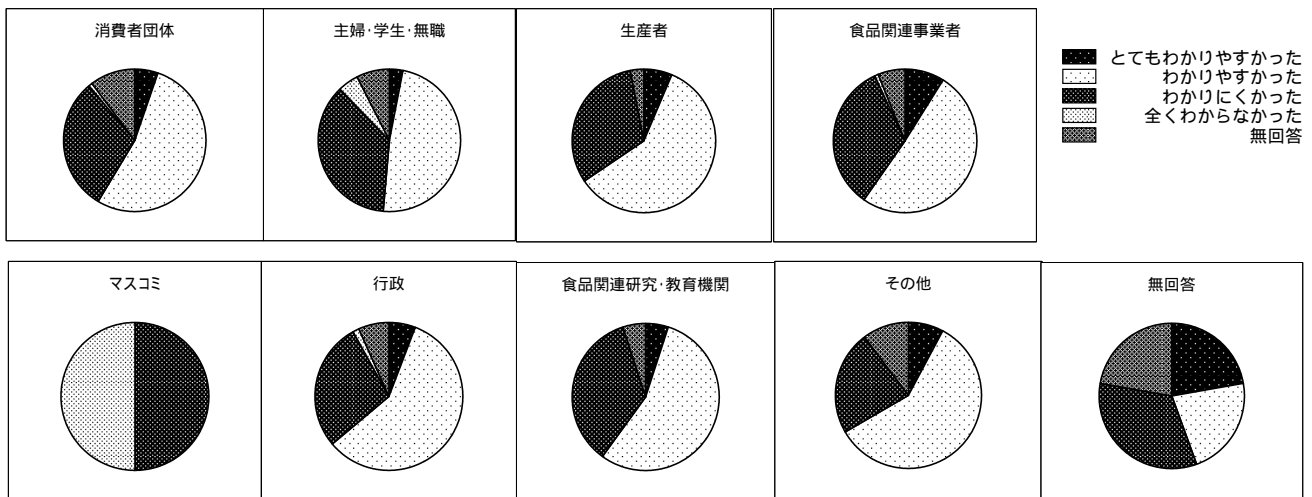 消費者団体
主婦・学生・無職
生産者
食品関連事業者
とてもわかりやすかった
わかりやすかった
わかりにくかった
全くわからなかった
無回答
マスコミ
行政
食品関連研究・教育機関
その他
無回答